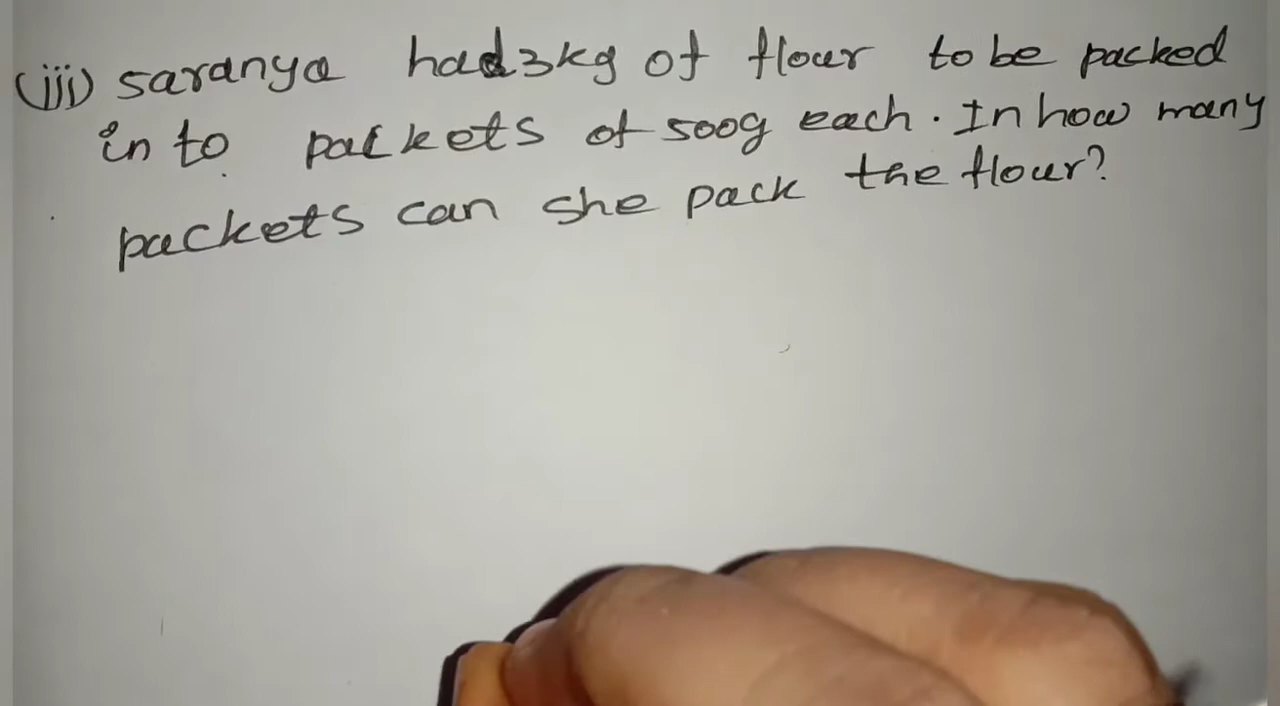 (iii) saranya had 3kg of flour to be packed
in to packets of 500g each. In how many
packets can she pack the flour?